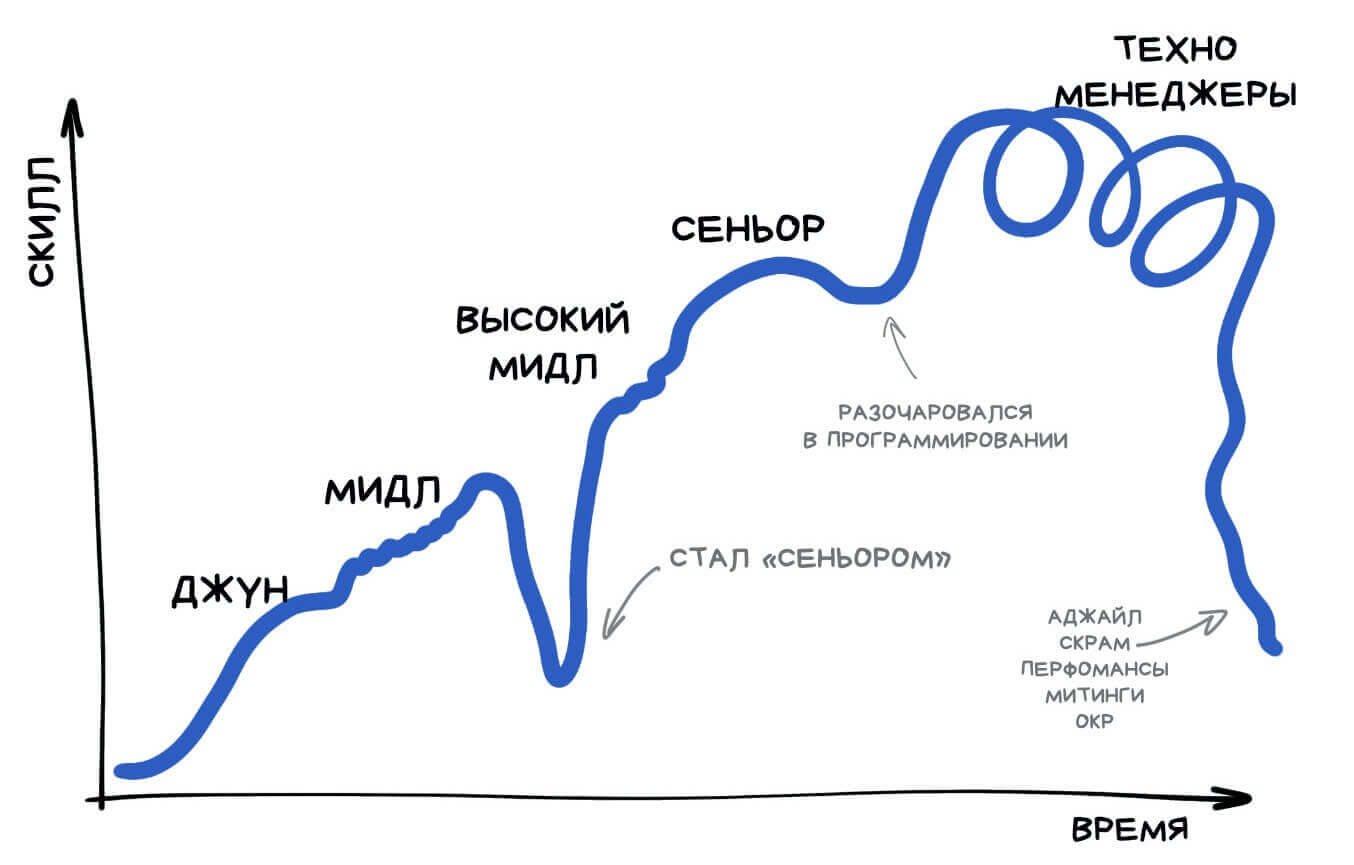 ТЕХНО
МЕНЕДЖЕРЫ
СКИЛЛ
СЕНЬОР
ВЫСОКИЙ
МИДЛ
РАЗОЧАРОВАЛСЯ
В ПРОГРАММИРОВАНИИ
МИДЛ
СТАЛ «СЕНЬОРОМ»
ДЖУН
АДЖАЙЛ
СКРАМ
ПЕРФОМАНСЫ
МИТИНГИ
ОКР
ВРЕМЯ